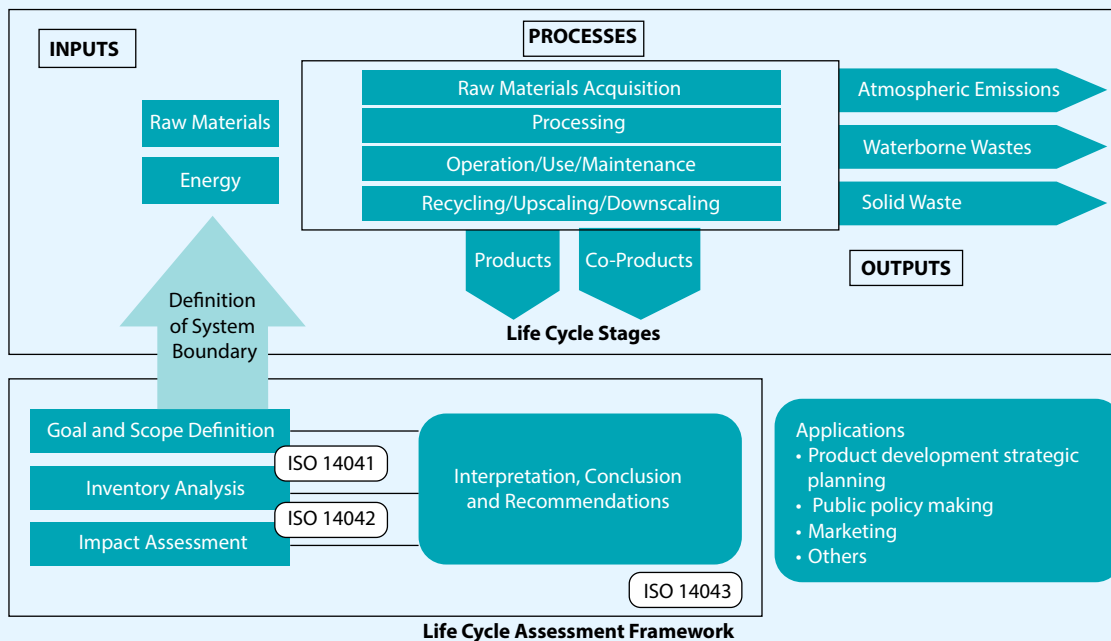 INPUTS
PROCESSES
Raw Materials
Energy
Raw Materials Acquisition
Processing
Operation/Use/Maintenance
Recycling/Upscaling/Downscaling
Atmospheric Emissions
Waterborne Wastes
Solid Waste
OUTPUTS
Products
Co-Products
Life Cycle Stages
Definition
of System
Boundary
Goal and Scope Definition
ISO 14041
Inventory Analysis
ISO 14042
Impact Assessment
Interpretation, Conclusion
and Recommendations
ISO 14043
Life Cycle Assessment Framework
Applications
• Product development strategic
planning
• Public policy making
• Marketing
• Others